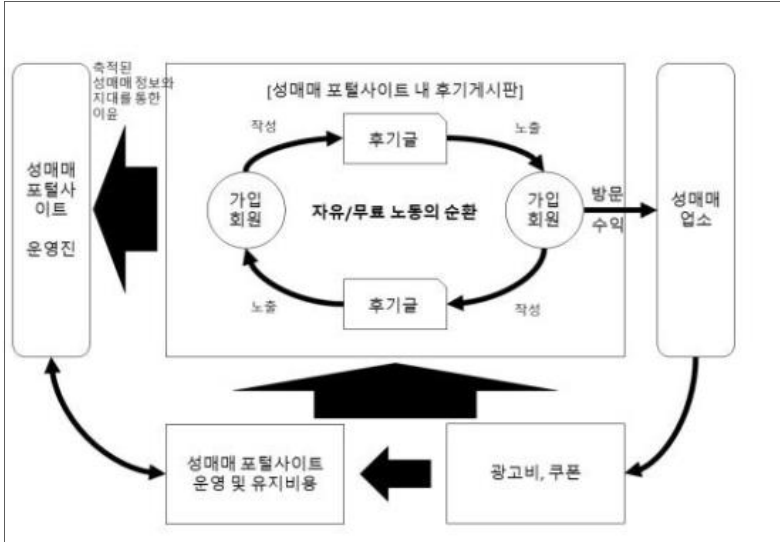 축적된
성매매 정보와
지대를 통한
이윤
[성매매 포털사이트 내 후기게시판]
작성
후기글
노출
성매매
포털사
이트
운영진
가입
회원
자유/무료 노동의 순환
가입
회원
방문
수익
성매매
업소
노출
후기글
작성
성매매 포털사이트
운영 및 유지비용
광고비, 쿠폰